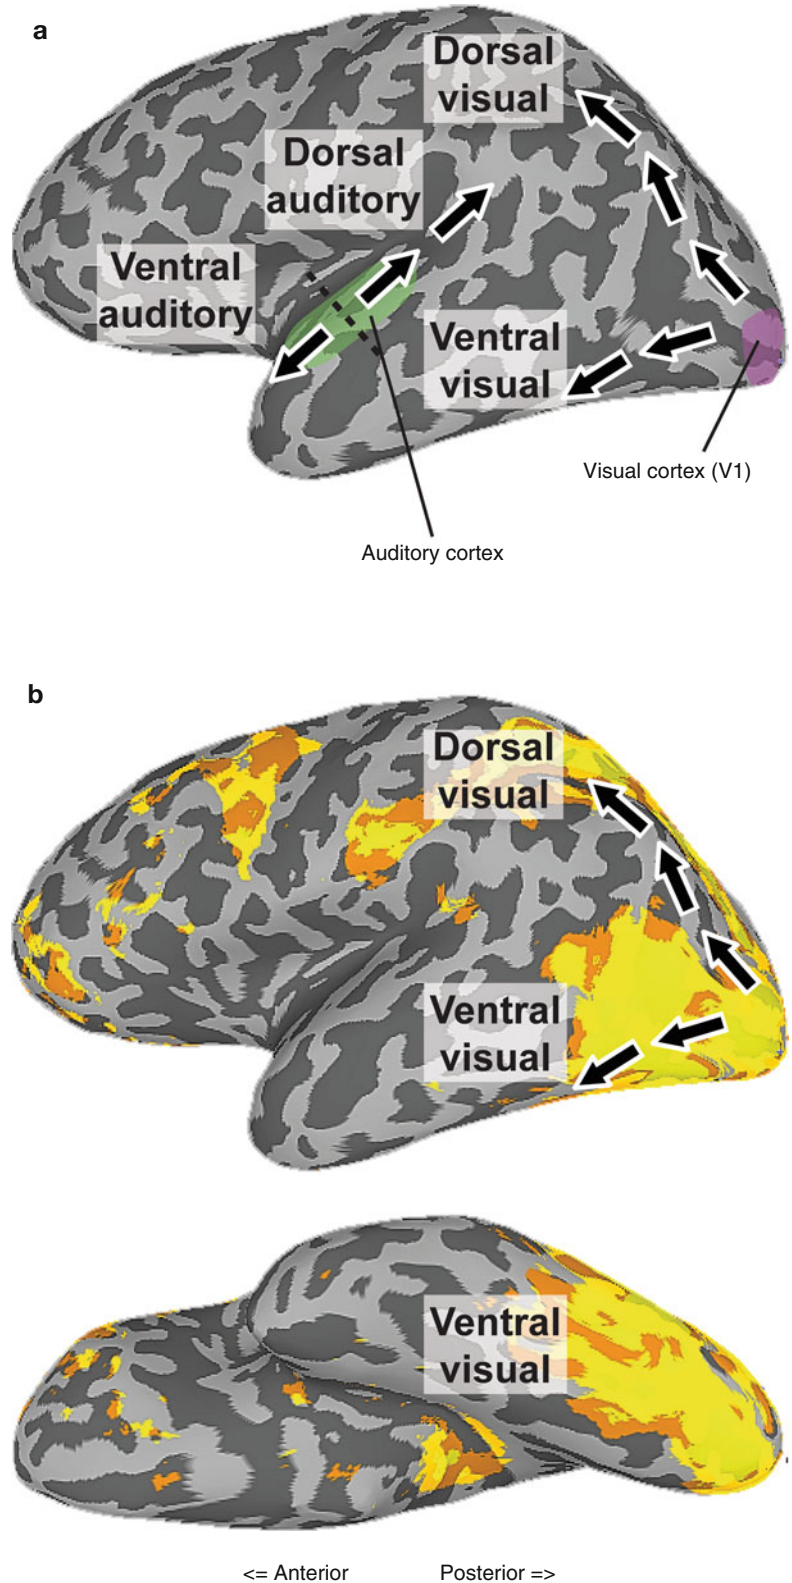 a
Dorsal
visual
Dorsal
auditory
Ventral
auditory
Ventral
visual
Visual cortex (V1)
Auditory cortex
b
Dorsal
visual
Ventral
visual
Ventral
visual
<= Anterior
Posterior =>